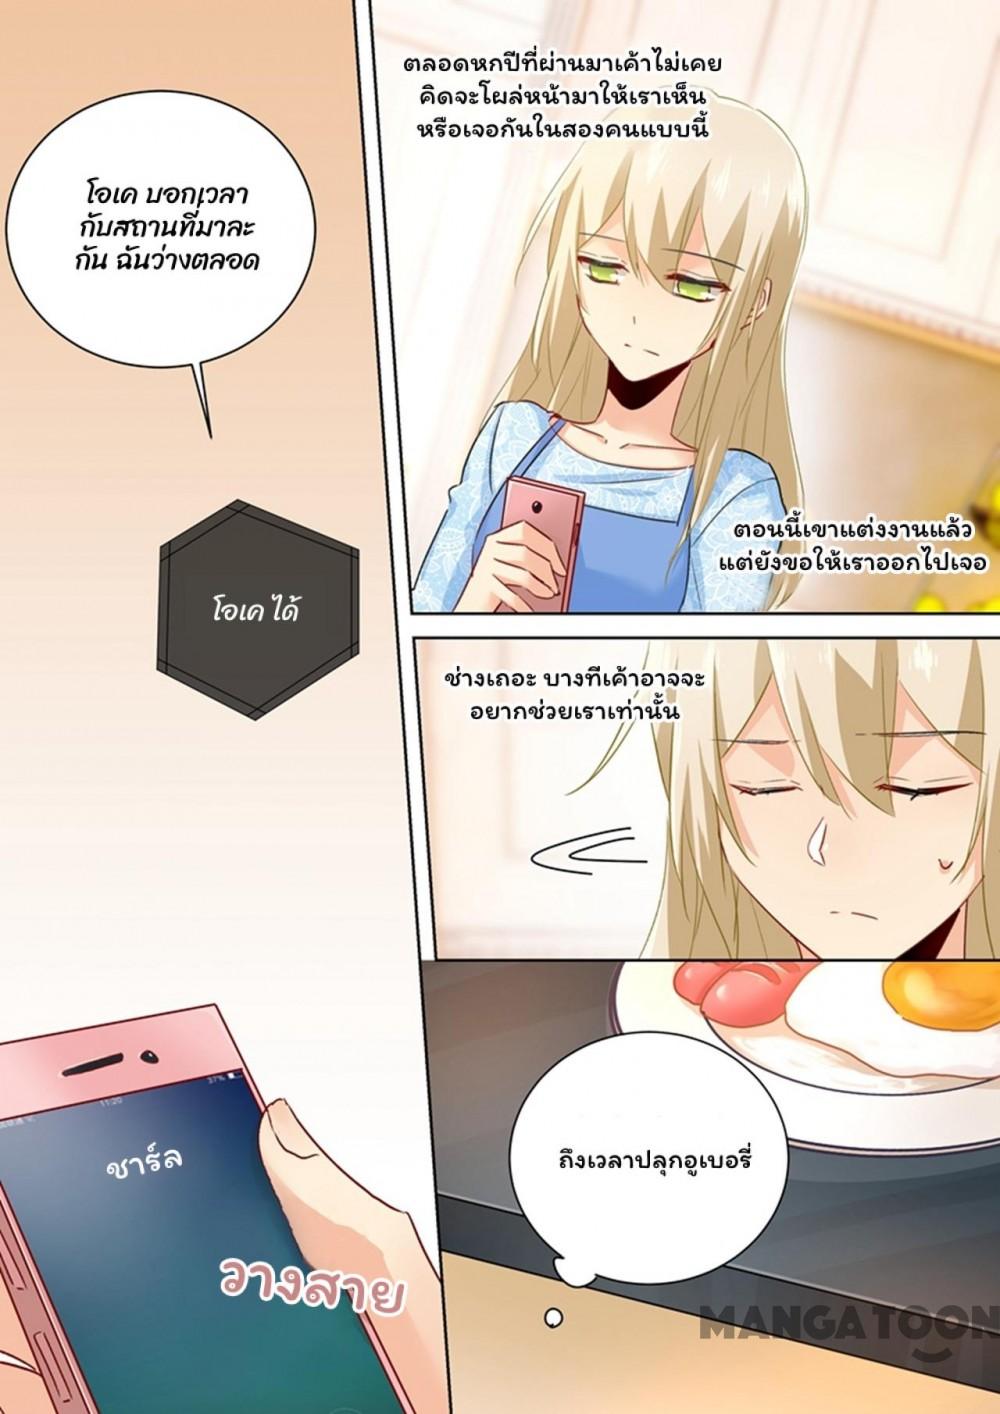 โอเค บอกเวลา
กับสถานที่มาละ
กัน ฉันว่างตลอด
โอเค ได้
ตลอดหกปีที่ผ่านมาเค้าไม่เคย
คิดจะโผล่หน้ามาให้เราเห็น
หรือเจอกันในสองคนแบบนี้
ตอนนี้เขาแต่งงานแล้ว
แต่ยังขอให้เราออกไปเจอ
ช่างเถอะ บางทีเค้าอาจจะ
อยากช่วยเราเท่านั้น
37%
11:20
ชาร์ล
วางสาย
ถึงเวลาปลุกอูเบอรี่
MANGATOON